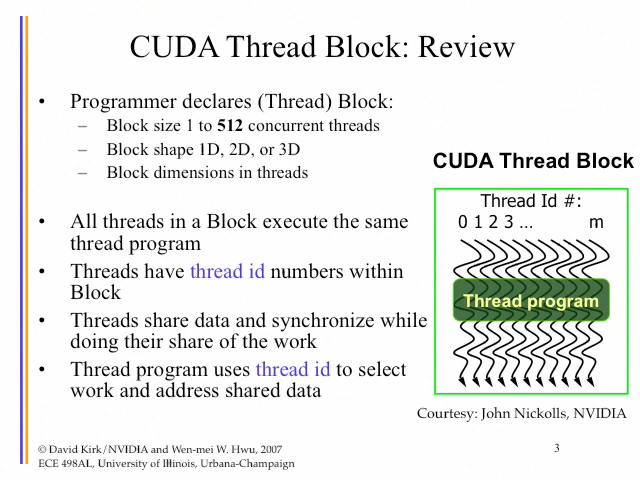 CUDA Thread Block: Review
• Programmer declares (Thread) Block:
– Block size 1 to 512 concurrent threads
– Block shape 1D, 2D, or 3D
– Block dimensions in threads
• All threads in a Block execute the same
thread program
• Threads have thread id numbers within
Block
• Threads share data and synchronize while
doing their share of the work
• Thread program uses thread id to select
work and address shared data
CUDA Thread Block
Thread Id #:
0 1 2 3 … m
Thread program
Courtesy: John Nickolls, NVIDIA
© David Kirk/NVIDIA and Wen-mei W. Hwu, 2007
ECE 498AL, University of Illinois, Urbana-Champaign
3